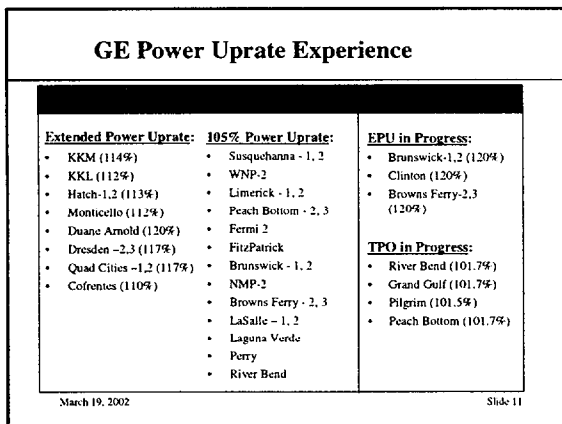 GE Power Uprate Experience
Extended Power Uprate:
• KKM (114%)
• KKL (112%)
• Hatch-1,2 (113%)
• Monticello (112%)
• Duane Arnold (120%)
• Dresden –2,3 (117%)
• Quad Cities –1,2 (117%)
• Cofrentes (110%)
105% Power Uprate:
• Susquehanna - 1, 2
• WNP-2
• Limerick - 1, 2
• Peach Bottom - 2, 3
• Fermi 2
• FitzPatrick
• Brunswick - 1, 2
• NMP-2
• Browns Ferry - 2, 3
• LaSalle – 1, 2
• Laguna Verde
• Perry
• River Bend
EPU in Progress:
• Brunswick-1,2 (120%)
• Clinton (120%)
• Browns Ferry-2,3
(120%)
TPO in Progress:
• River Bend (101.7%)
• Grand Gulf (101.7%)
• Pilgrim (101.5%)
• Peach Bottom (101.7%)
March 19, 2002
Slide 11